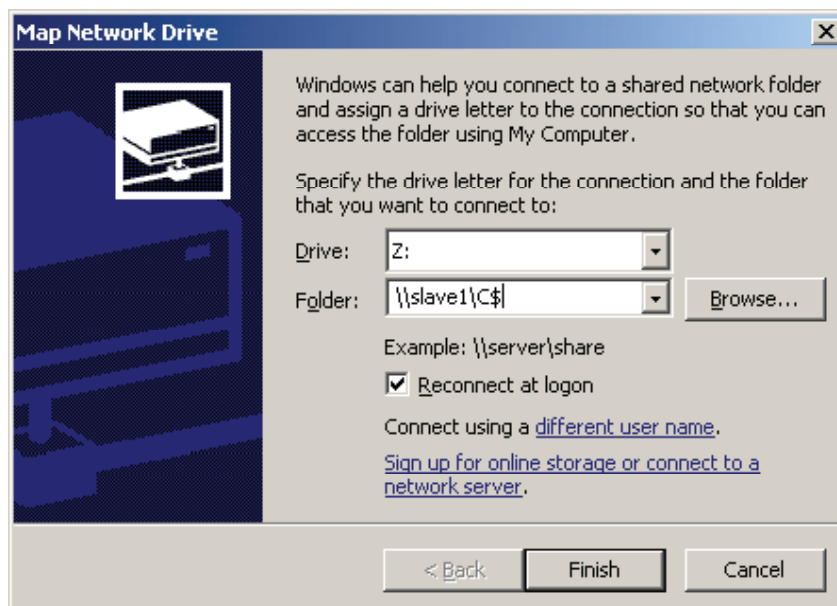 Map Network Drive
Windows can help you connect to a shared network folder
and assign a drive letter to the connection so that you can
access the folder using My Computer.
Specify the drive letter for the connection and the folder
that you want to connect to:
Drive: Z:
Folder: \\slave1\C$ Browse...
Example: \\server\share
Reconnect at logon
Connect using a different user name.
Sign up for online storage or connect to a
network server.
< Back Finish Cancel